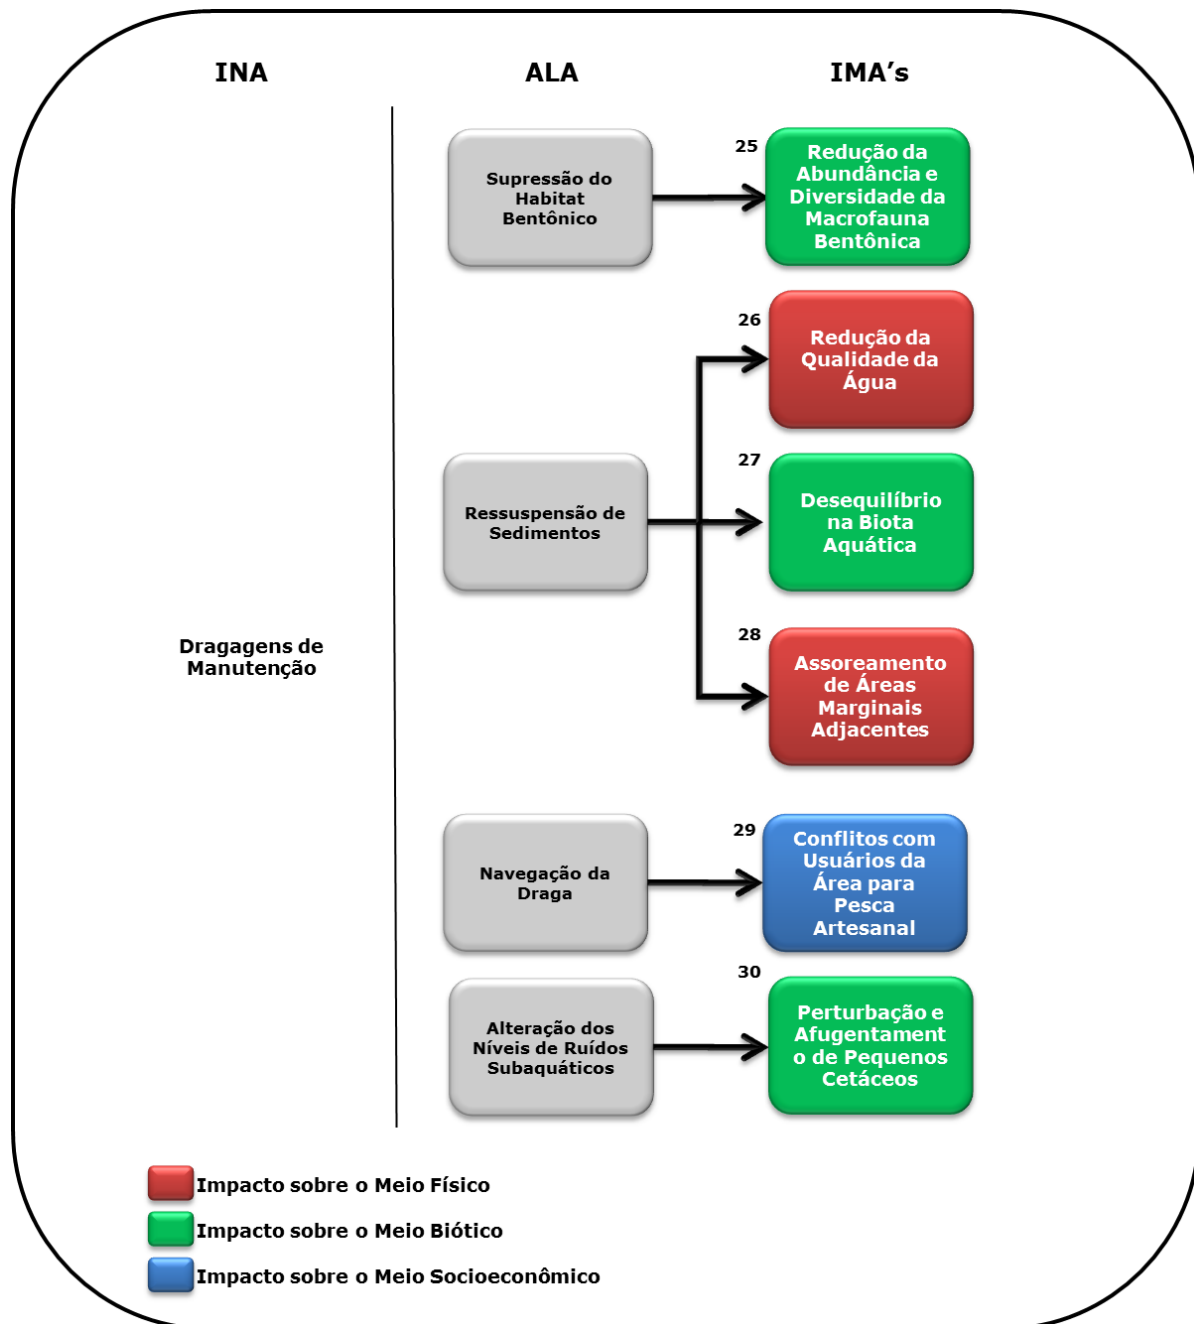 INA
ALA
IMA’s
Supressão do
Habitat
Bentônico
25
Redução da
Abundância e
Diversidade da
Macrofauna
Bentônica
26
Redução da
Qualidade da
Água
Ressuspensão de
Sedimentos
27
Desequilíbrio
na Biota
Aquática
28
Assoreamento
de Áreas
Marginais
Adjacentes
Dragagens de
Manutenção
Navegação da
Draga
29
Conflitos com
Usuários da
Área para
Pesca
Artesanal
Alteração dos
Níveis de Ruídos
Subaquáticos
30
Perturbação e
Afugentament
o de Pequenos
Cetáceos
Impacto sobre o Meio Físico
Impacto sobre o Meio Biótico
Impacto sobre o Meio Socioeconômico